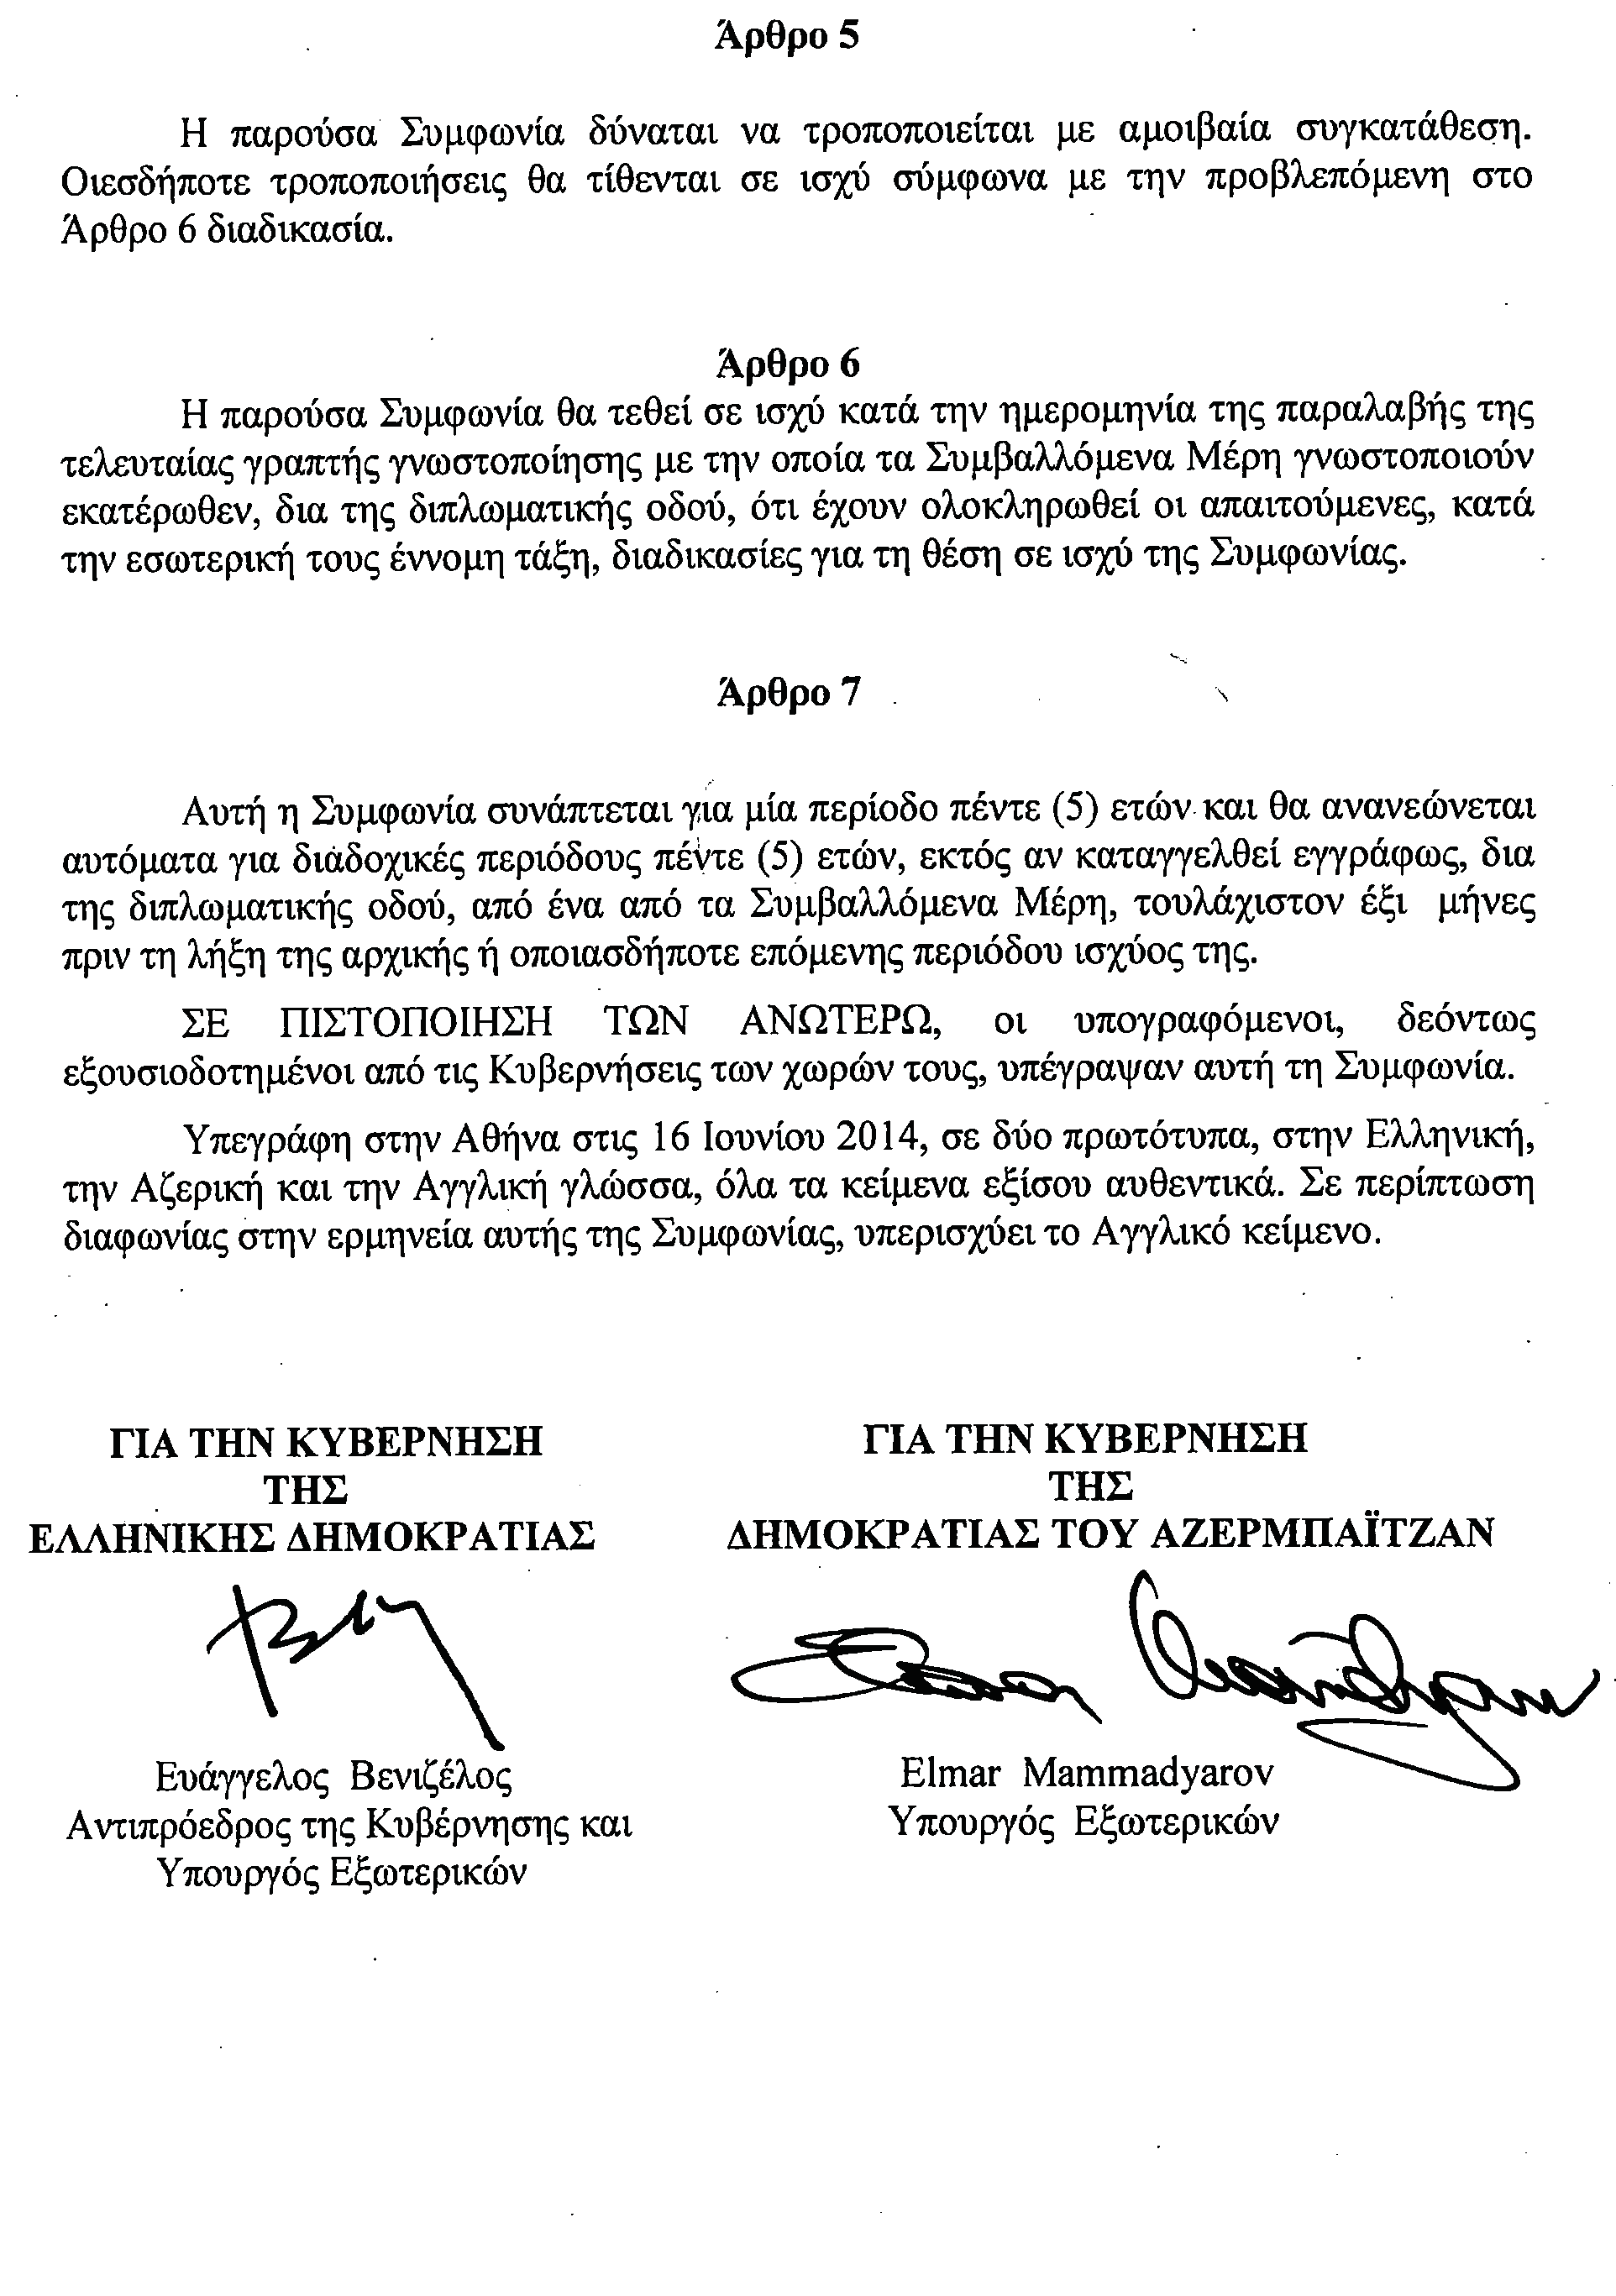 Άρθρο 5
Η παρούσα Συμφωνία δύναται να τροποποιείται με αμοιβαία συγκατάθεση.
Οιεσδήποτε τροποποιήσεις θα τίθενται σε ισχύ σύμφωνα με την προβλεπόμενη στο
Άρθρο 6 διαδικασία.
Άρθρο 6
Η παρούσα Συμφωνία θα τεθεί σε ισχύ κατά την ημερομηνία της παραλαβής της
τελευταίας γραπτής γνωστοποίησης με την οποία τα Συμβαλλόμενα Μέρη γνωστοποιούν
εκατέρωθεν, δια της διπλωματικής οδού, ότι έχουν ολοκληρωθεί οι απαιτούμενες, κατά
την εσωτερική τους έννομη τάξη, διαδικασίες για τη θέση σε ισχύ της Συμφωνίας.
Άρθρο 7
Αυτή η Συμφωνία συνάπτεται για μία περίοδο πέντε (5) ετών και θα ανανεώνεται
αυτόματα για διαδοχικές περιόδους πέντε (5) ετών, εκτός αν καταγγελθεί εγγράφως, δια
της διπλωματικής οδού, από ένα από τα Συμβαλλόμενα Μέρη, τουλάχιστον έξι μήνες
πριν τη λήξη της αρχικής ή οποιασδήποτε επόμενης περιόδου ισχύος της.
ΣΕ ΠΙΣΤΟΠΟΙΗΣΗ ΤΩΝ ΑΝΩΤΕΡΩ, οι υπογραφόμενοι, δεόντως
εξουσιοδοτημένοι από τις Κυβερνήσεις των χωρών τους, υπέγραψαν αυτή τη Συμφωνία.
Υπεγράφη στην Αθήνα στις 16 Ιουνίου 2014, σε δύο πρωτότυπα, στην Ελληνική,
την Αζερική και την Αγγλική γλώσσα, όλα τα κείμενα εξίσου αυθεντικά. Σε περίπτωση
διαφωνίας στην ερμηνεία αυτής της Συμφωνίας, υπερισχύει το Αγγλικό κείμενο.
ΓΙΑ ΤΗΝ ΚΥΒΕΡΝΗΣΗ
ΤΗΣ
ΕΛΛΗΝΙΚΗΣ ΔΗΜΟΚΡΑΤΙΑΣ
Ευάγγελος Βενιζέλος
Αντιπρόεδρος της Κυβέρνησης και
Υπουργός Εξωτερικών
ΓΙΑ ΤΗΝ ΚΥΒΕΡΝΗΣΗ
ΤΗΣ
ΔΗΜΟΚΡΑΤΙΑΣ ΤΟΥ ΑΖΕΡΜΠΑΪΤΖΑΝ
Elmar Mammadyarov
Υπουργός Εξωτερικών